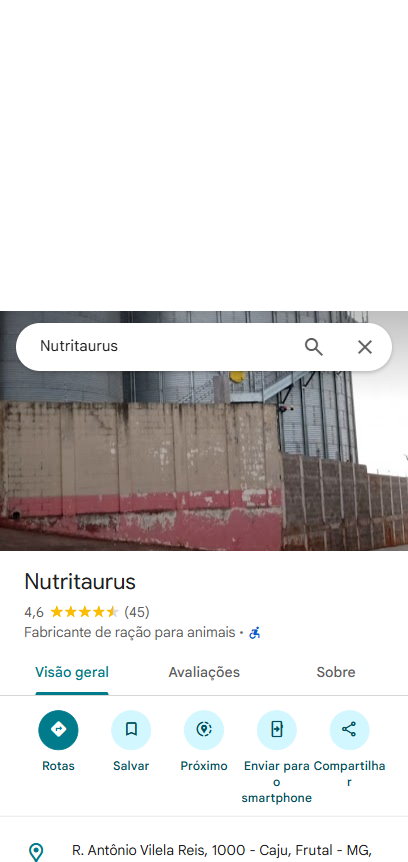 Nutritaurus
Nutritaurus
4,6 (45)
Fabricante de ração para animais ·
Visão geral Avaliações Sobre
Rotas Salvar Próximo Enviar para o smartphone Compartilhar
R. Antônio Vilela Reis, 1000 - Caju, Frutal - MG,